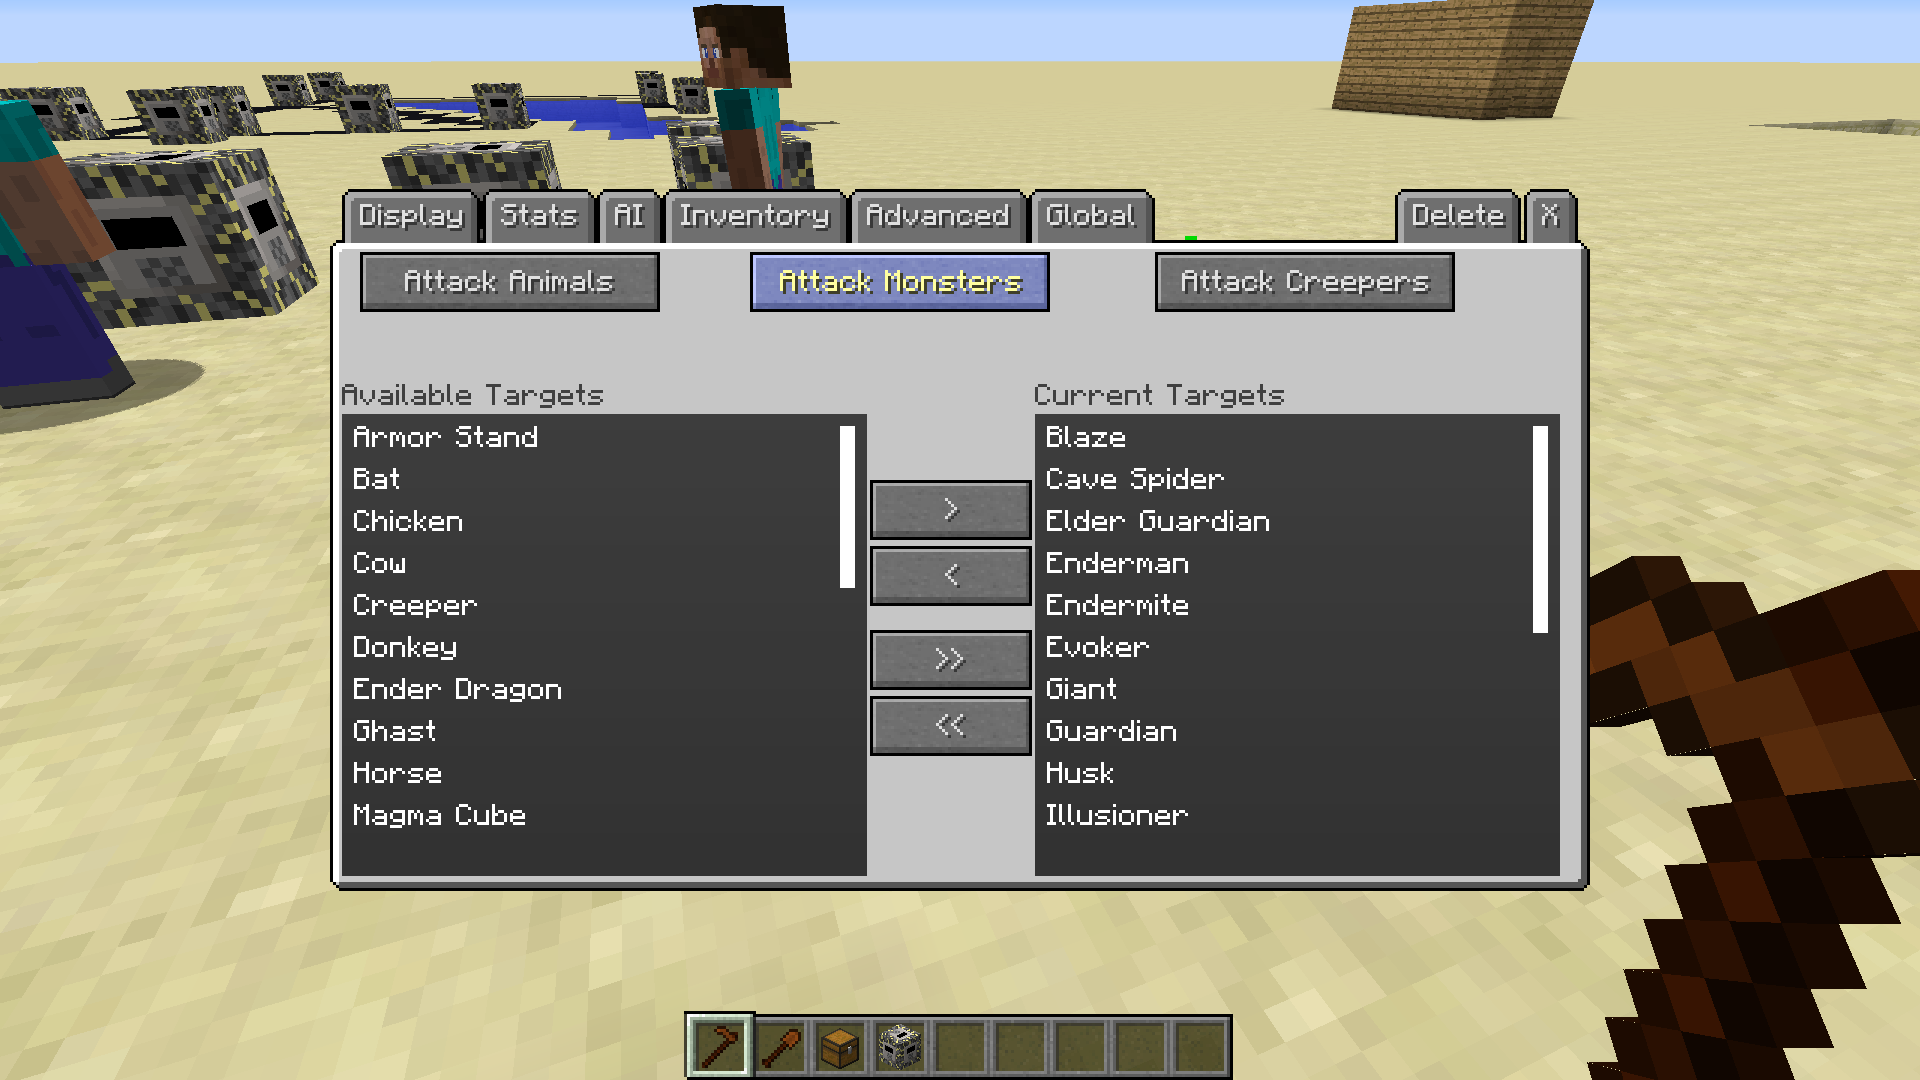 Display Stats AI Inventory Advanced Global Delete X
Attack Animals Attack Monsters Attack Creepers
Available Targets
Armor Stand
Bat
Chicken
Cow
Creeper
Donkey
Ender Dragon
Ghast
Horse
Magma Cube
>
<
>>
<<
Current Targets
Blaze
Cave Spider
Elder Guardian
Enderman
Endermite
Evoker
Giant
Guardian
Husk
Illusioner